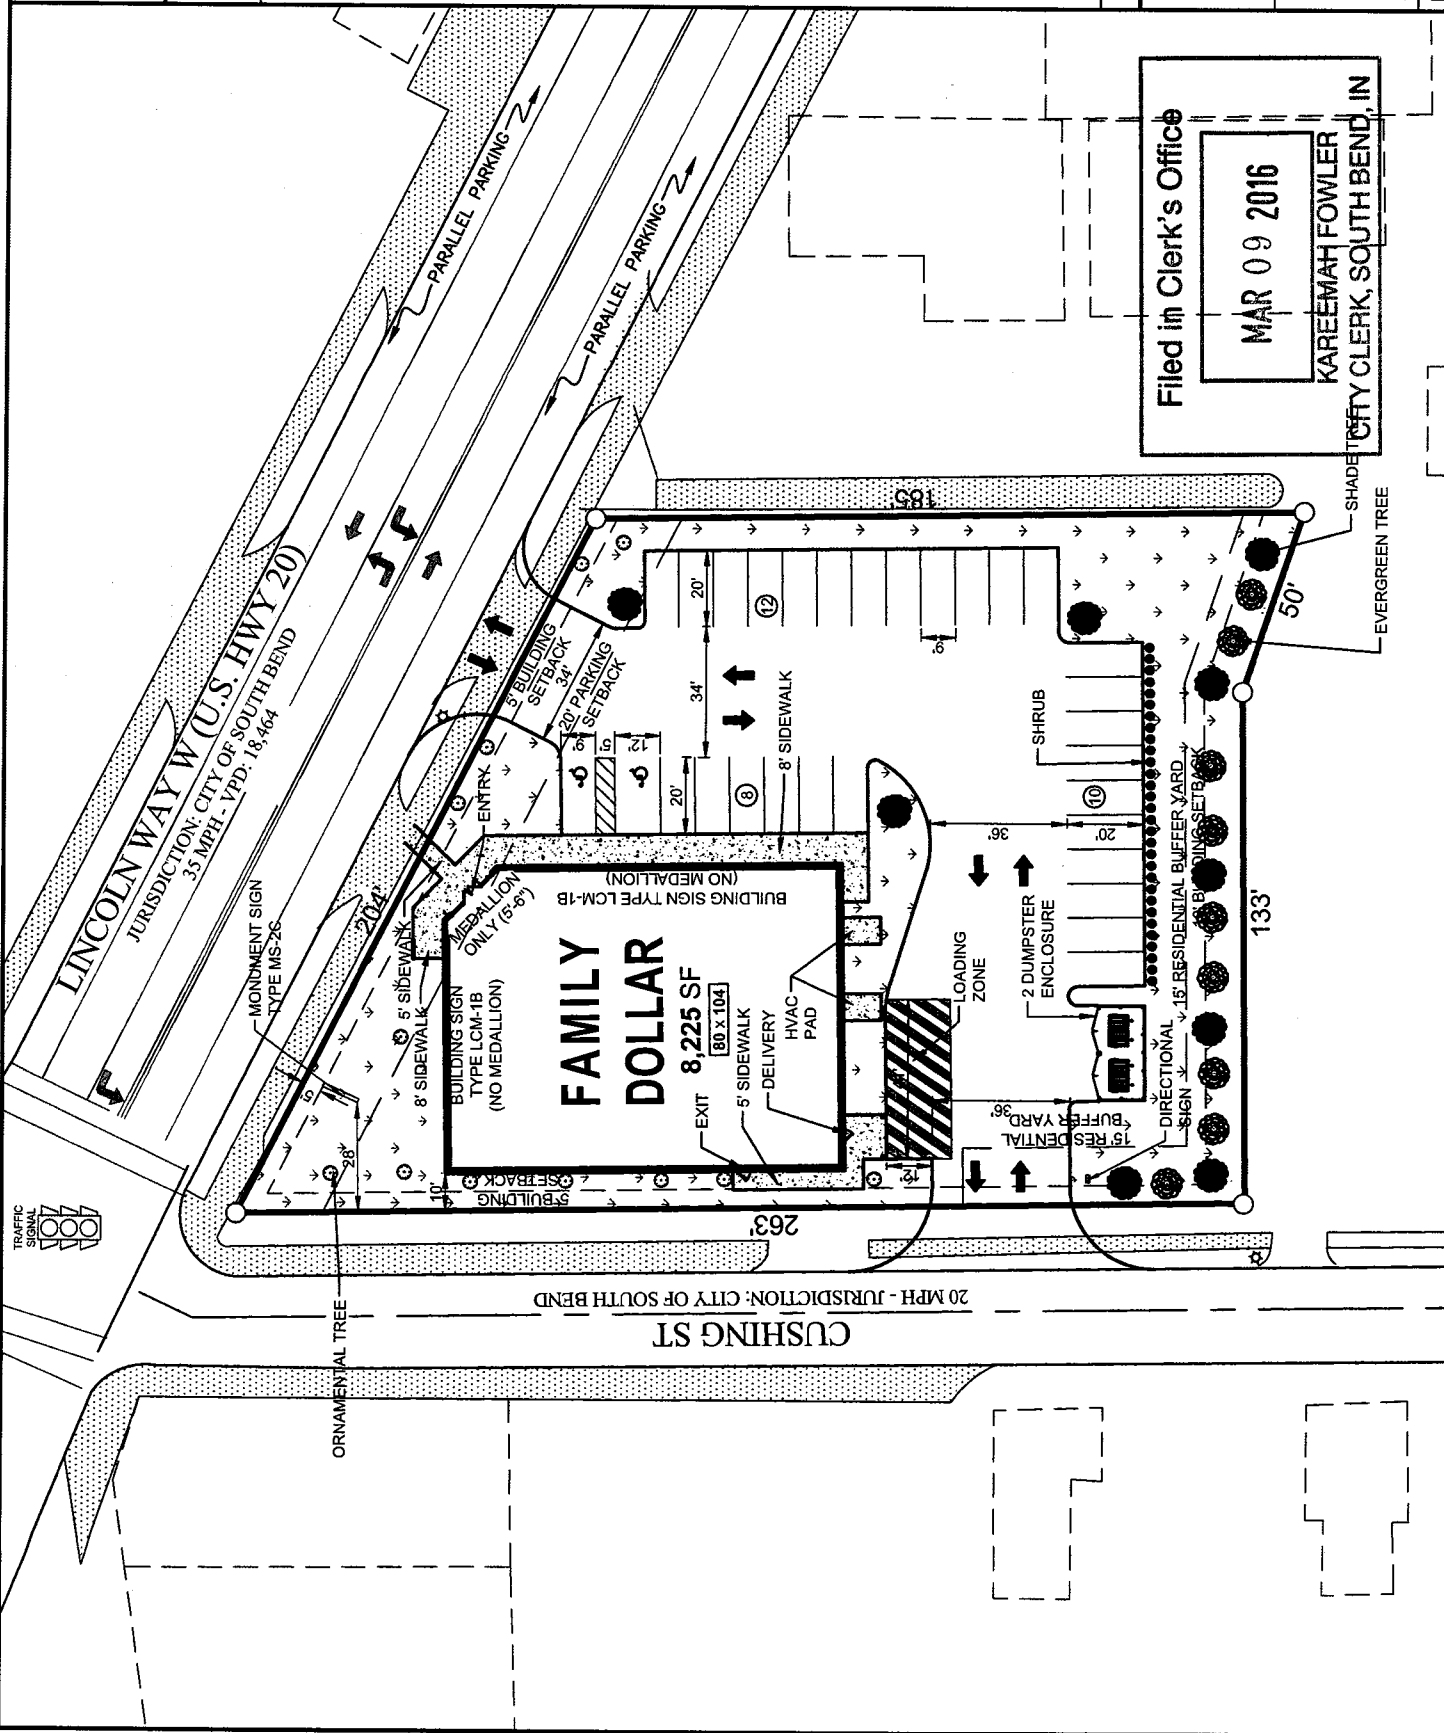 LINCOLN WAY W (U.S. HWY 20)
JURISDICTION: CITY OF SOUTH BEND
35 MPH - VPD: 18,464
PARALLEL PARKING
PARALLEL PARKING
TRAFFIC
SIGNAL
MONUMENT SIGN
TYPE MS-2C
ORNAMENTAL TREE
204'
5'
28'
10'
5' SIDEWALK
8' SIDEWALK
BUILDING SIGN
TYPE LCM-1B
(NO MEDALLION)
MEDALLION
ONLY (5'-6")
ENTRY
5' BUILDING
SETBACK
34'
20' PARKING
SETBACK
9'
5'
12'
20'
8
34'
20'
12
9'
185'
8' SIDEWALK
BUILDING SIGN TYPE LCM-1B
(NO MEDALLION)
FAMILY
DOLLAR
8,225 SF
80 x 104
EXIT
5' SIDEWALK
DELIVERY
HVAC
PAD
5' BUILDING
SETBACK
263'
12'
LOADING
ZONE
36'
36'
20'
10
SHRUB
2 DUMPSTER
ENCLOSURE
15' RESIDENTIAL
BUFFER YARD
DIRECTIONAL
SIGN
15' RESIDENTIAL BUFFER YARD
BUILDING SETBACK
133'
50'
SHADE TREE
EVERGREEN TREE
20 MPH - JURISDICTION: CITY OF SOUTH BEND
CUSHING ST
Filed in Clerk's Office
MAR 09 2016
KAREEMAH FOWLER
CITY CLERK, SOUTH BEND, IN